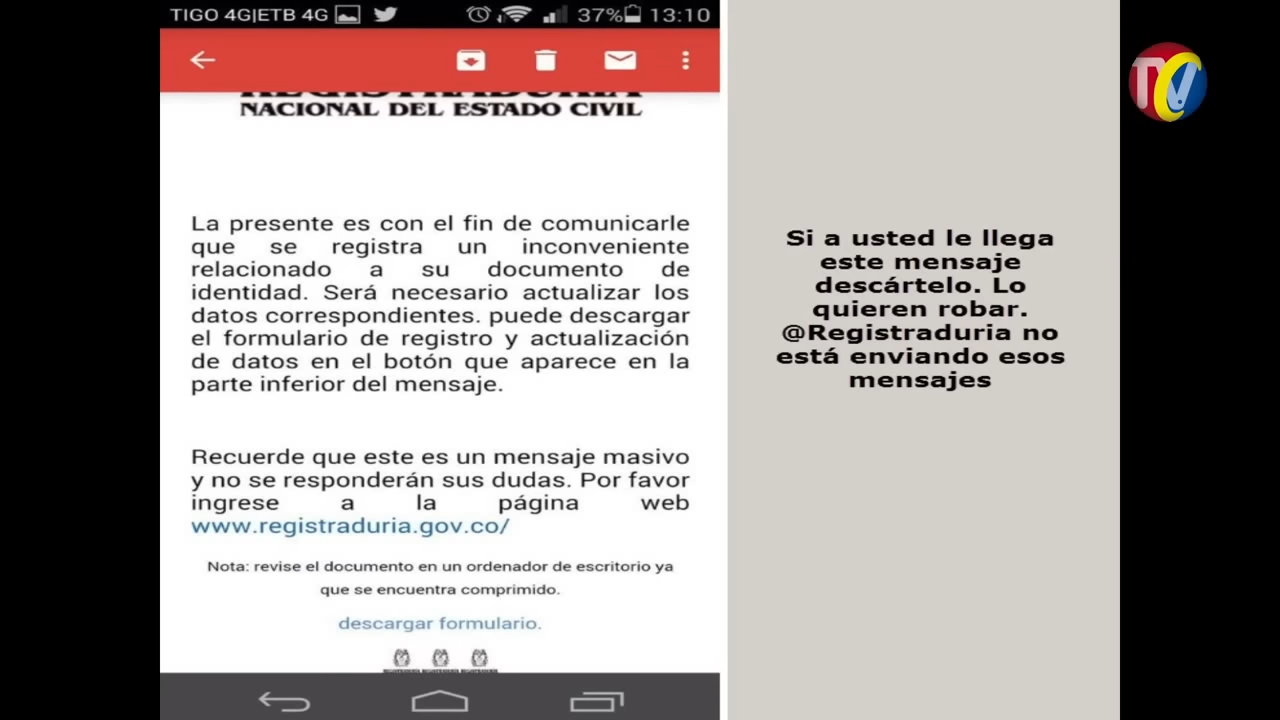 TIGO 4G|ETB 4G 37% 13:10
REGISTRADURIA
NACIONAL DEL ESTADO CIVIL
La presente es con el fin de comunicarle
que se registra un inconveniente
relacionado a su documento de
identidad. Será necesario actualizar los
datos correspondientes. puede descargar
el formulario de registro y actualización
de datos en el botón que aparece en la
parte inferior del mensaje.
Recuerde que este es un mensaje masivo
y no se responderán sus dudas. Por favor
ingrese a la página web
www.registraduria.gov.co/
Nota: revise el documento en un ordenador de escritorio ya
que se encuentra comprimido.
descargar formulario.
Si a usted le llega
este mensaje
descártelo. Lo
quieren robar.
@Registraduria no
está enviando esos
mensajes
TVC